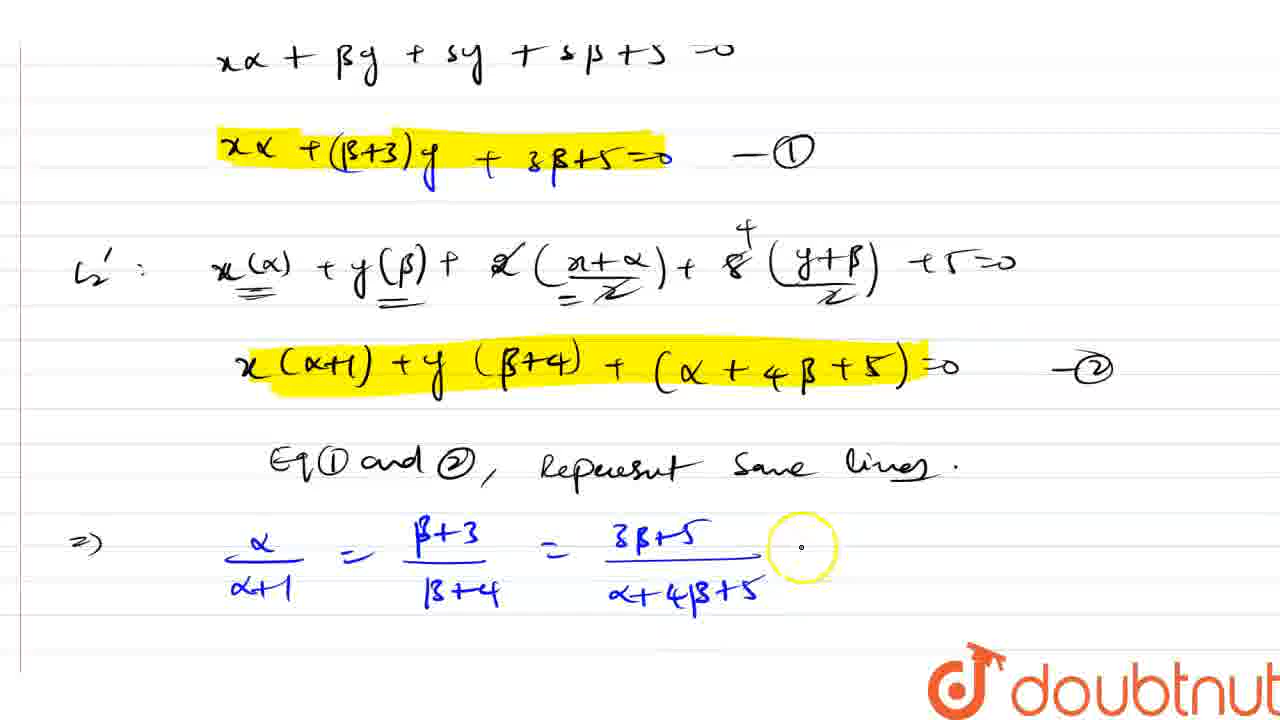 xα + βy + 3y + 3β + 5 = 0
xα + (β+3)y + 3β+5=0 — ①
L₂' : x(α) + y(β) + 2(x+α/2) + 8 4 (y+β/2) + 5=0
x(α+1) + y(β+4) + (α + 4β + 5) =0 — ②
Eq ① and ②, Represent Same lines.
=> α/α+1 = β+3/β+4 = 3β+5/α+4β+5
doubtnut